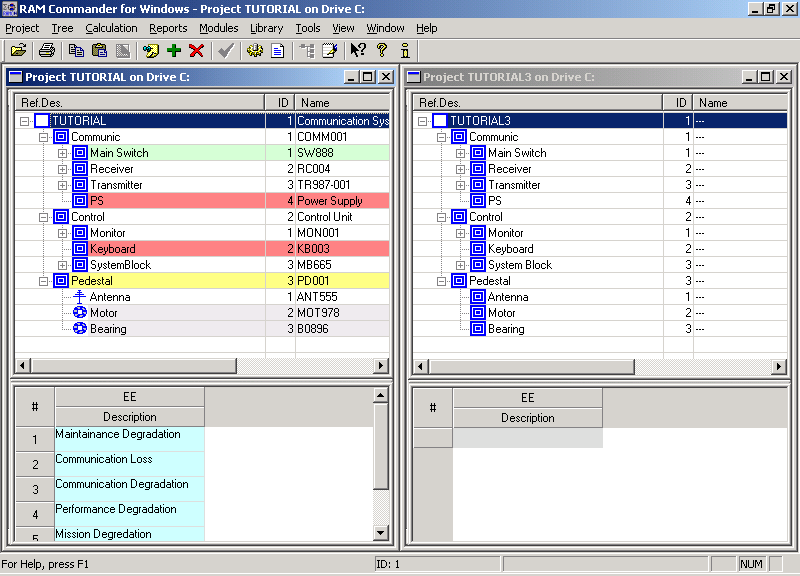 RAM Commander for Windows - Project TUTORIAL on Drive C:
Project Tree Calculation Reports Modules Library Tools View Window Help
Project TUTORIAL on Drive C:
Ref.Des. ID Name
TUTORIAL 1 Communication Sys
Communic 1 COMM001
Main Switch 1 SW888
Receiver 2 RC004
Transmitter 3 TR987-001
PS 4 Power Supply
Control 2 Control Unit
Monitor 1 MON001
Keyboard 2 KB003
SystemBlock 3 MB665
Pedestal 3 PD001
Antenna 1 ANT555
Motor 2 MOT978
Bearing 3 B0896
# EE
Description
1 Maintainance Degradation
2 Communication Loss
3 Communication Degradation
4 Performance Degradation
5 Mission Degredation
Project TUTORIAL3 on Drive C:
Ref.Des. ID Name
TUTORIAL3 1 ---
Communic 1 ---
Main Switch 1 ---
Receiver 2 ---
Transmitter 3 ---
PS 4 ---
Control 2 ---
Monitor 1 ---
Keyboard 2 ---
System Block 3 ---
Pedestal 3 ---
Antenna 1 ---
Motor 2 ---
Bearing 3 ---
# EE
Description
For Help, press F1 ID: 1 NUM